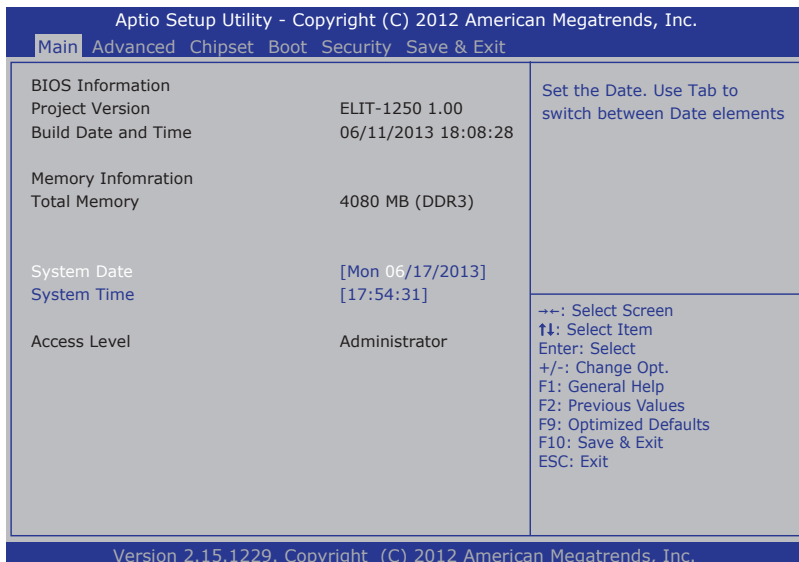 Aptio Setup Utility - Copyright (C) 2012 American Megatrends, Inc.
Main Advanced Chipset Boot Security Save & Exit
BIOS Information
Project Version ELIT-1250 1.00
Build Date and Time 06/11/2013 18:08:28
Memory Infomration
Total Memory 4080 MB (DDR3)
System Date [Mon 06/17/2013]
System Time [17:54:31]
Access Level Administrator
Set the Date. Use Tab to
switch between Date elements
→←: Select Screen
↑↓: Select Item
Enter: Select
+/-: Change Opt.
F1: General Help
F2: Previous Values
F9: Optimized Defaults
F10: Save & Exit
ESC: Exit
Version 2.15.1229. Copyright (C) 2012 American Megatrends, Inc.